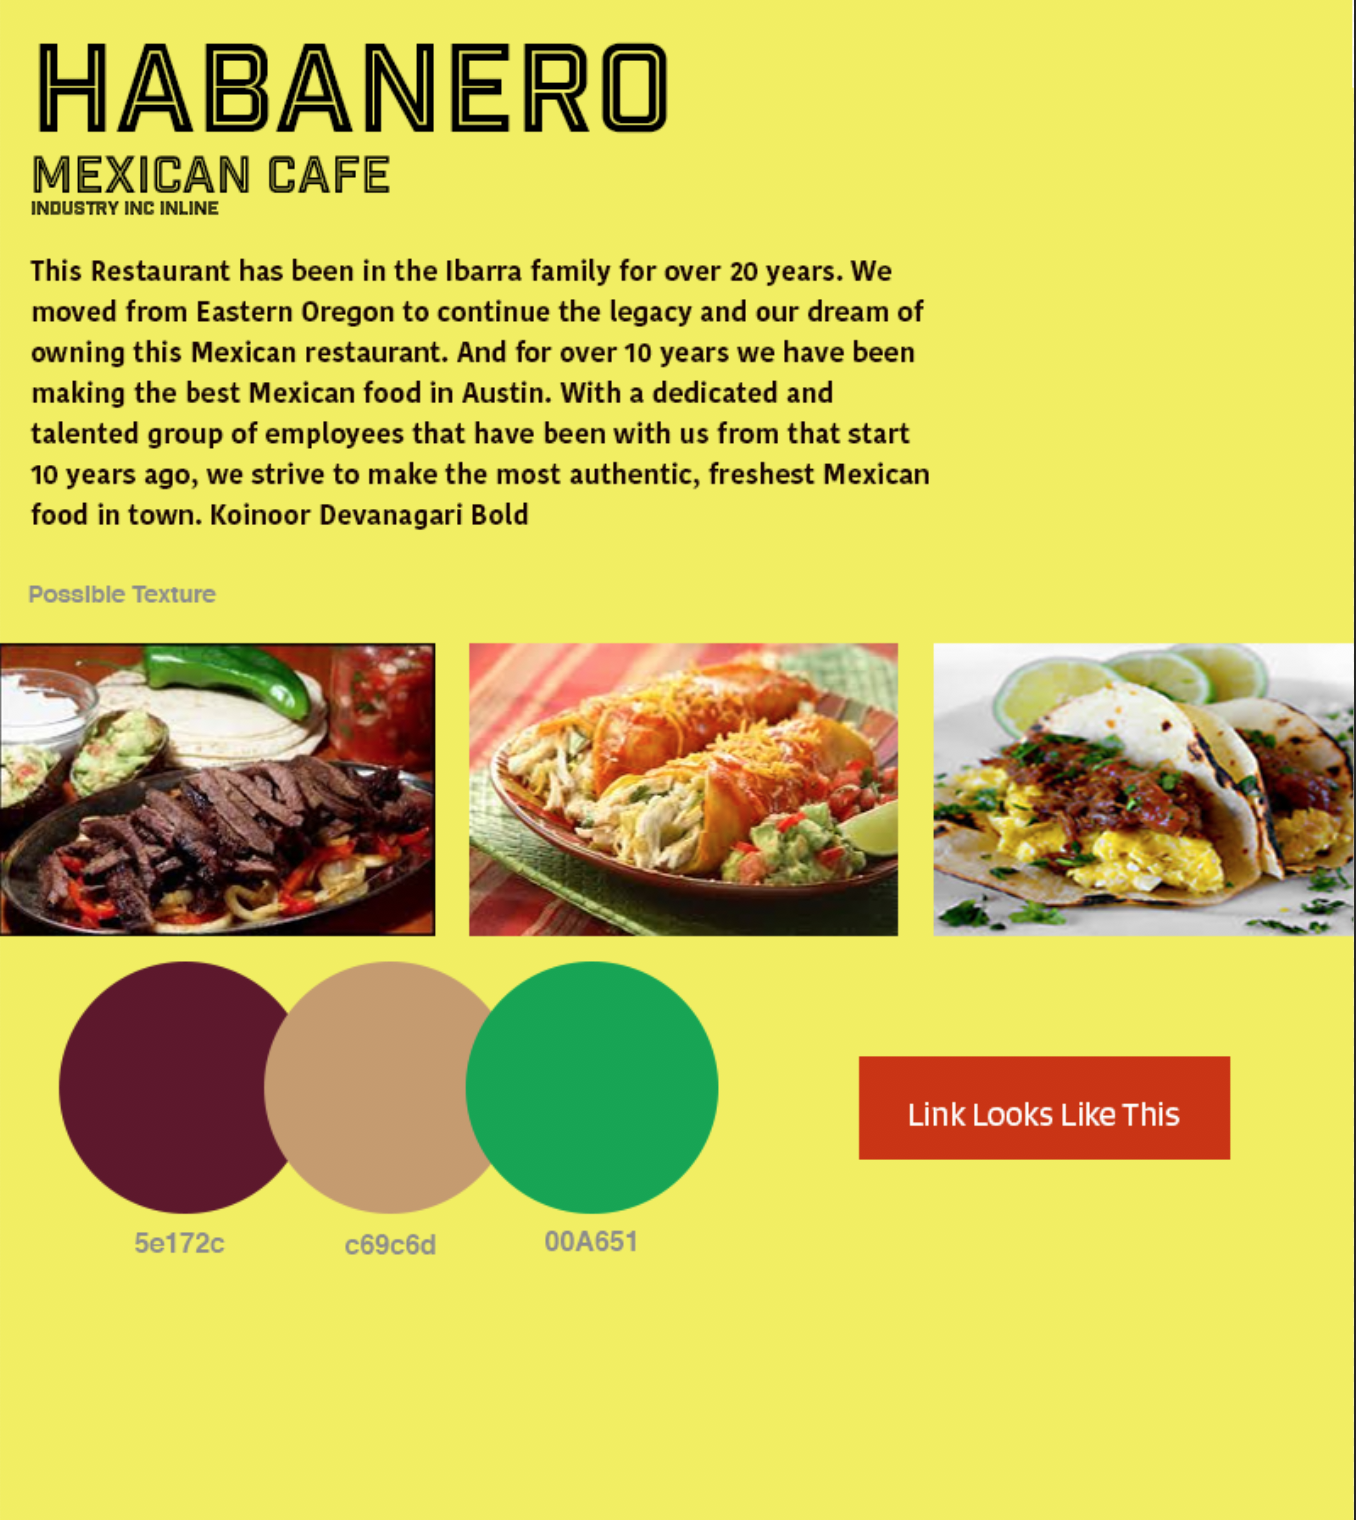 HABANERO
MEXICAN CAFE
INDUSTRY INC INLINE
This Restaurant has been in the Ibarra family for over 20 years. We
moved from Eastern Oregon to continue the legacy and our dream of
owning this Mexican restaurant. And for over 10 years we have been
making the best Mexican food in Austin. With a dedicated and
talented group of employees that have been with us from that start
10 years ago, we strive to make the most authentic, freshest Mexican
food in town. Koinoor Devanagari Bold
Possible Texture
5e172c
c69c6d
00A651
Link Looks Like This